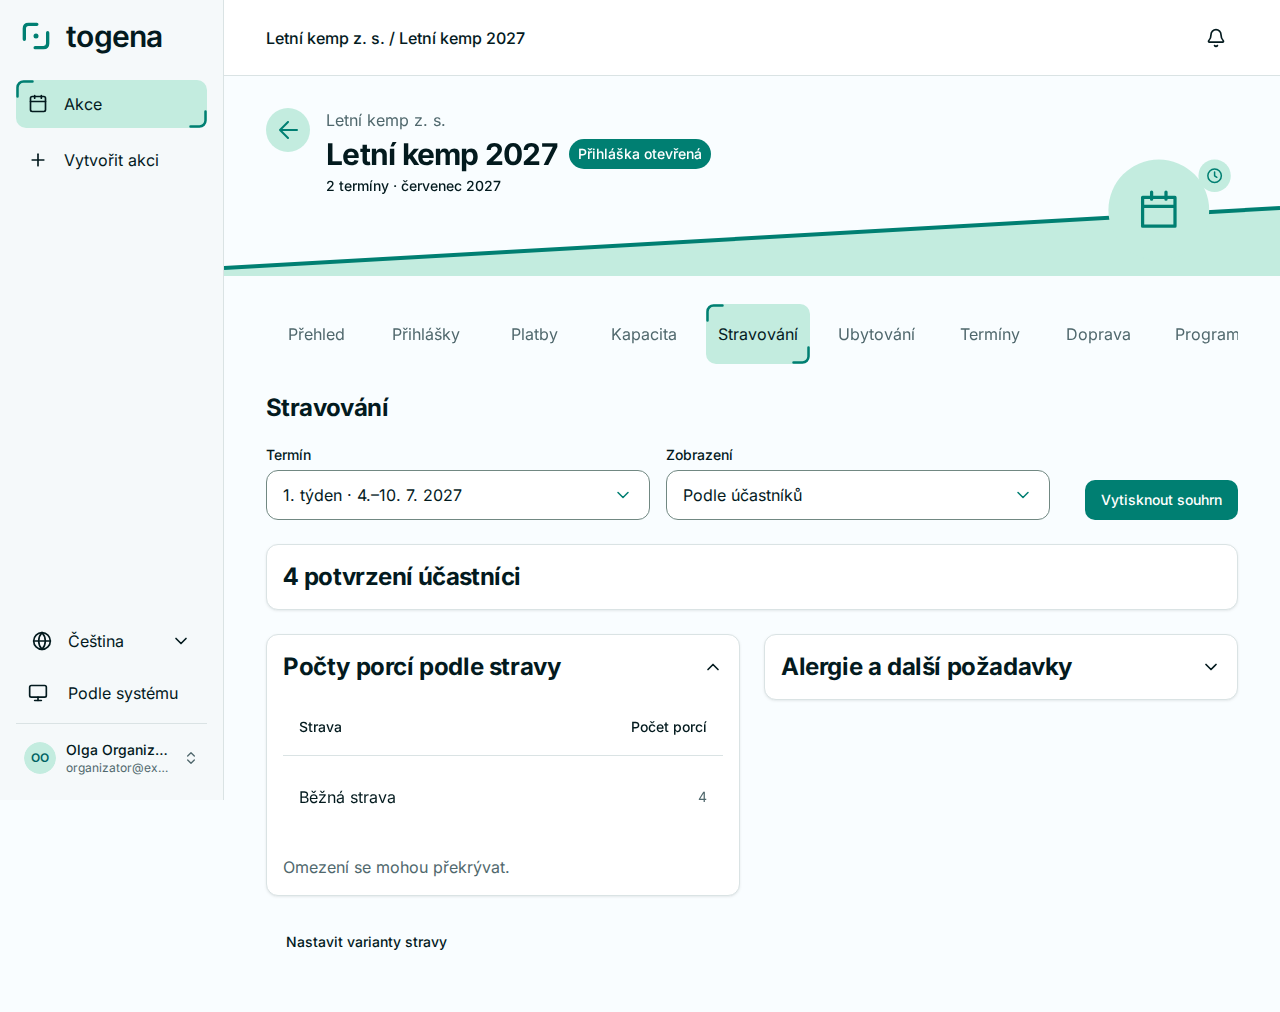 togena
Letní kemp z. s. / Letní kemp 2027
Akce
Vytvořit akci
Letní kemp z. s.
Letní kemp 2027
Přihláška otevřená
2 termíny · červenec 2027
Přehled
Přihlášky
Platby
Kapacita
Stravování
Ubytování
Termíny
Doprava
Program
Stravování
Termín
Zobrazení
1. týden · 4.–10. 7. 2027
Podle účastníků
Vytisknout souhrn
4 potvrzení účastníci
Počty porcí podle stravy
Alergie a další požadavky
Strava
Počet porcí
Běžná strava
4
Omezení se mohou překrývat.
Nastavit varianty stravy
Čeština
Podle systému
OO
Olga Organiz...
organizator@ex...